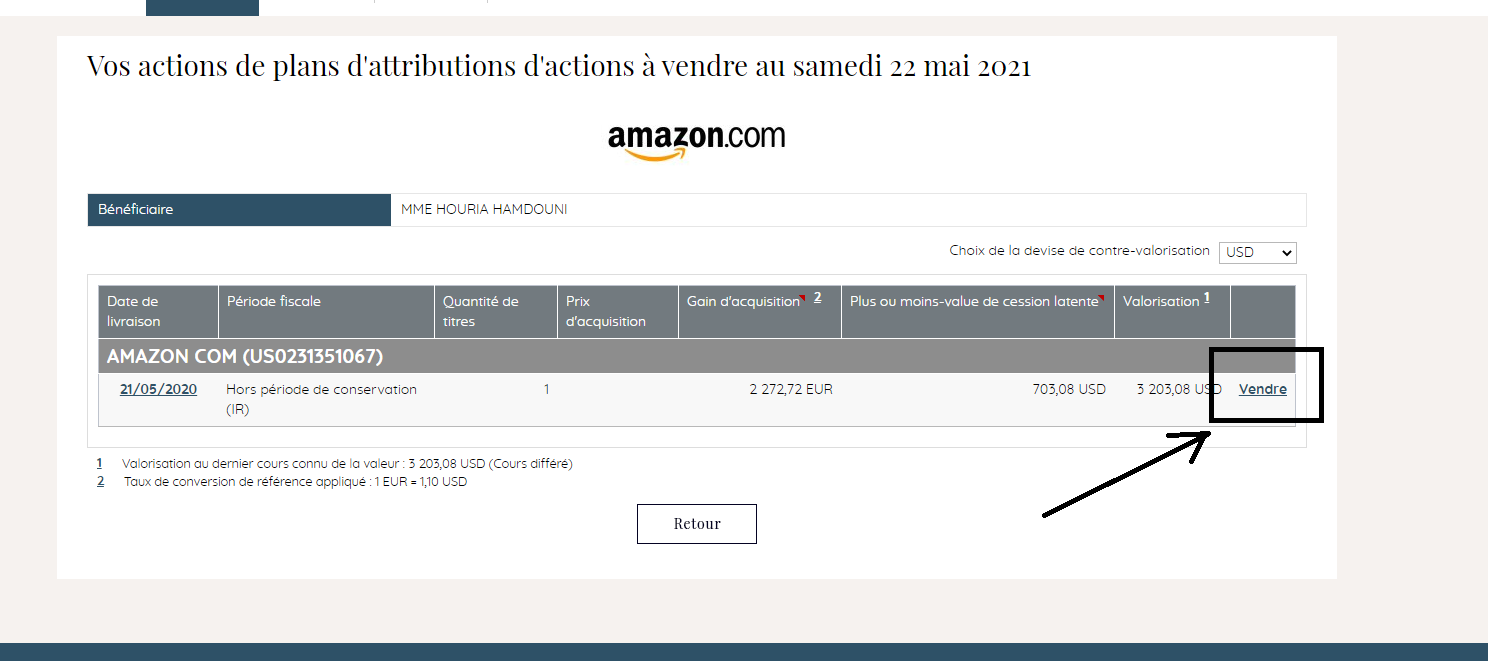 Vos actions de plans d'attributions d'actions à vendre au samedi 22 mai 2021
amazon.com
Bénéficiaire MME HOURIA HAMDOUNI
Choix de la devise de contre-valorisation USD
Date de livraison Période fiscale Quantité de titres Prix d'acquisition Gain d'acquisition 2 Plus ou moins-value de cession latente Valorisation 1
AMAZON COM (US0231351067)
21/05/2020 Hors période de conservation (IR) 1 2 272,72 EUR 703,08 USD 3 203,08 USD Vendre
1 Valorisation au dernier cours connu de la valeur : 3 203,08 USD (Cours différé)
2 Taux de conversion de référence appliqué : 1 EUR = 1,10 USD
Retour